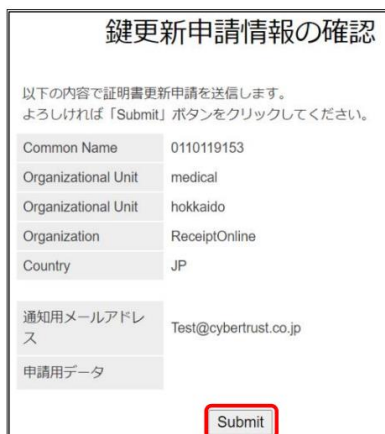 鍵更新申請情報の確認
以下の内容で証明書更新申請を送信します。
よろしければ「Submit」ボタンをクリックしてください。
Common Name 0110119153
Organizational Unit medical
Organizational Unit hokkaido
Organization ReceiptOnline
Country JP
通知用メールアドレ
ス
Test@cybertrust.co.jp
申請用データ
Submit